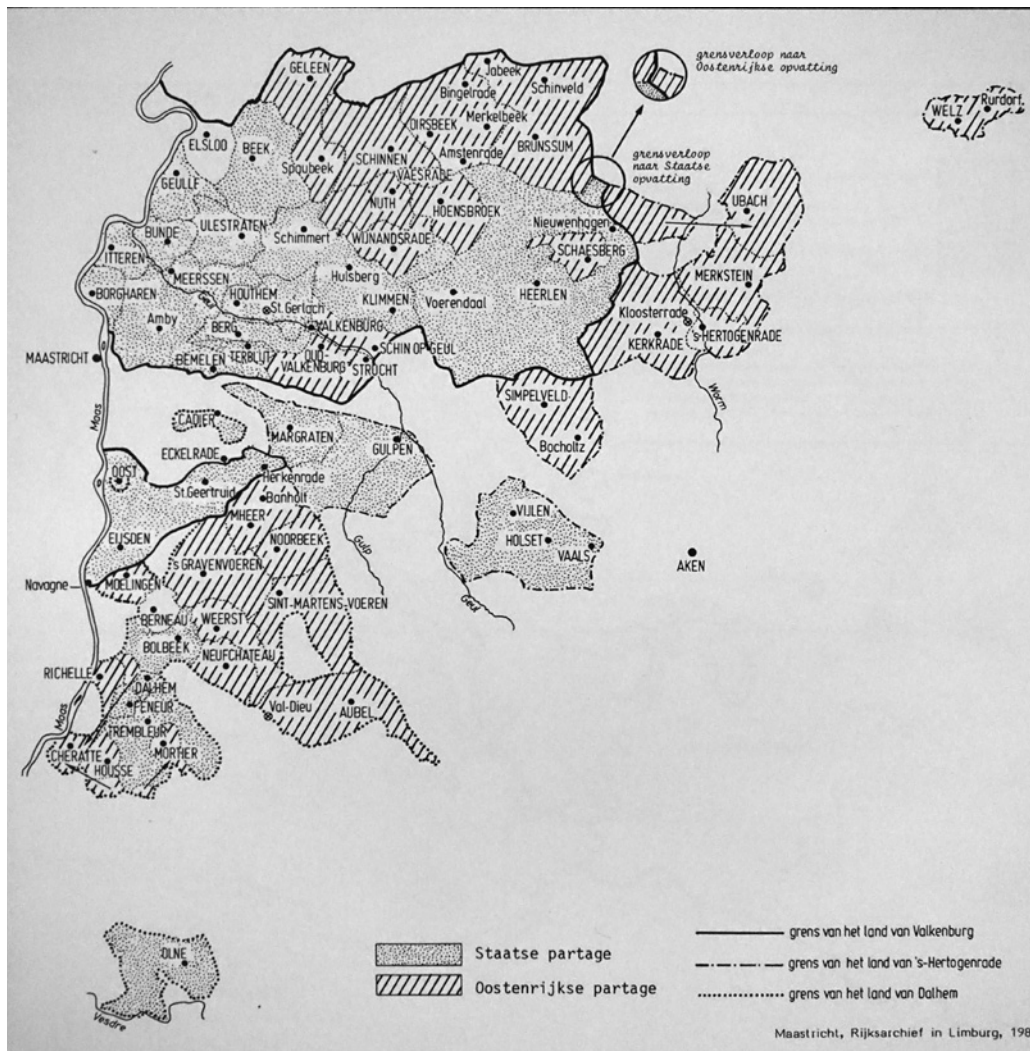 grensverloop naar
Oostenrijkse opvatting
GELEEN
Jabeek
Bingelrade
Schinveld
WELZ
Rurdorf.
ELSLOO
BEEK
DIRSBEEK
Merkelbeek
BRUNSSUM
Spaubeek
SCHINNEN
Amstenrade
VAESRADE
grensverloop
naar Staatse
opvatting
GEULLE
NUTH
HOENSBROEK
UBACH
BUNDE
ULESTRATEN
Schimmert
WIJNANDSRADE
Nieuwenhagen
SCHAESBERG
ITTEREN
MEERSSEN
Hulsberg
MERKSTEIN
BORGHAREN
HOUTHEM
St. Gerlach
KLIMMEN
Voerendaal
HEERLEN
Geul
Amby
BERG
VALKENBURG
Kloosterrade
'sHERTOGENRADE
KERKRADE
MAASTRICHT
BEMELEN
TERBLIJT
OUD-
VALKENBURG
SCHIN OP GEUL
STROCHT
SIMPELVELD
Worm
Bocholtz
Maas
CADIER
MARGRATEN
GULPEN
ECKELRADE
OOST
St.Geertruid
Herkenrade
Banholt
MHEER
VIJLEN
HOLSET
VAALS
AKEN
EIJSDEN
NOORBEEK
Gulp
Navagne
MOELINGEN
's GRAVENVOEREN
SINT-MARTENS-VOEREN
Geul
BERNEAU
WEERST
BOLBEEK
NEUFCHATEAU
RICHELLE
DALHEM
FENEUR
Val-Dieu
AUBEL
Maas
TREMBLEUR
MORTIER
CHERATTE
HOUSSE
OLNE
Vesdre
Staatse partage
Oostenrijkse partage
grens van het land van Valkenburg
grens van het land van 's-Hertogenrade
grens van het land van Dalhem
Maastricht, Rijksarchief in Limburg, 198